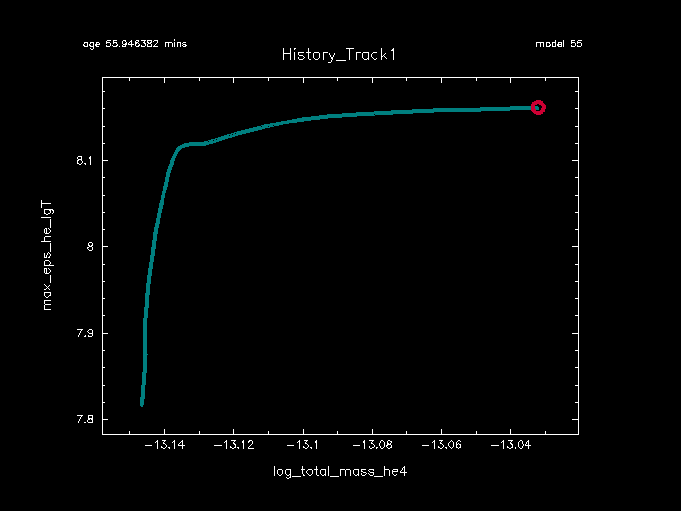 age 55.946382 mins
model 55
History_Track1
8.1
8
7.9
7.8
max_eps_he_lgT
−13.14
−13.12
−13.1
−13.08
−13.06
−13.04
log_total_mass_he4